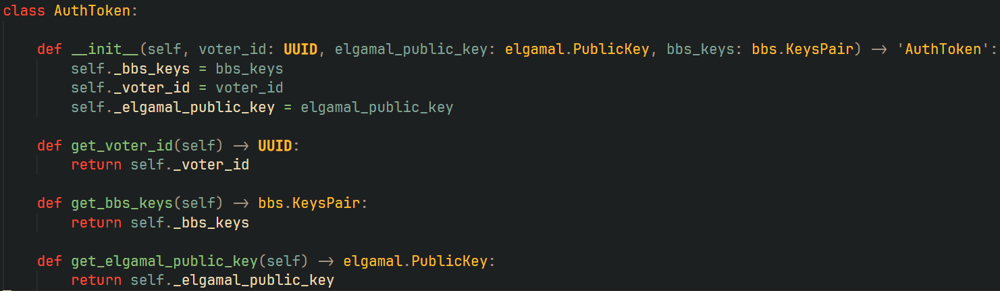 class AuthToken:
def __init__(self, voter_id: UUID, elgamal_public_key: elgamal.PublicKey, bbs_keys: bbs.KeysPair) -> 'AuthToken':
self._bbs_keys = bbs_keys
self._voter_id = voter_id
self._elgamal_public_key = elgamal_public_key
def get_voter_id(self) -> UUID:
return self._voter_id
def get_bbs_keys(self) -> bbs.KeysPair:
return self._bbs_keys
def get_elgamal_public_key(self) -> elgamal.PublicKey:
return self._elgamal_public_key